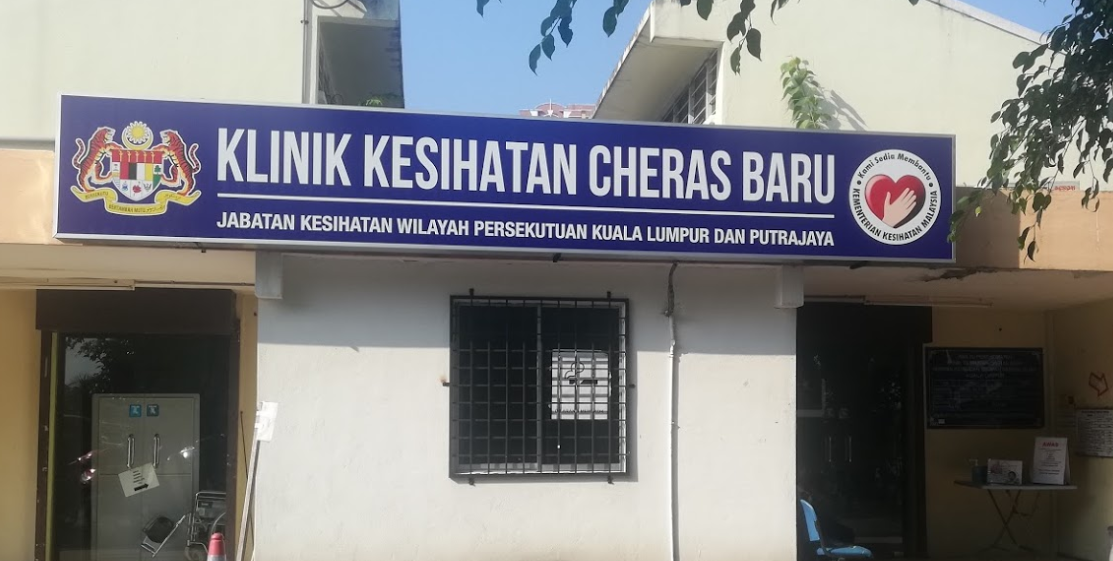 KLINIK KESIHATAN CHERAS BARU
JABATAN KESIHATAN WILAYAH PERSEKUTUAN KUALA LUMPUR DAN PUTRAJAYA
Kami Sedia Membantu
KEMENTERIAN KESIHATAN MALAYSIA